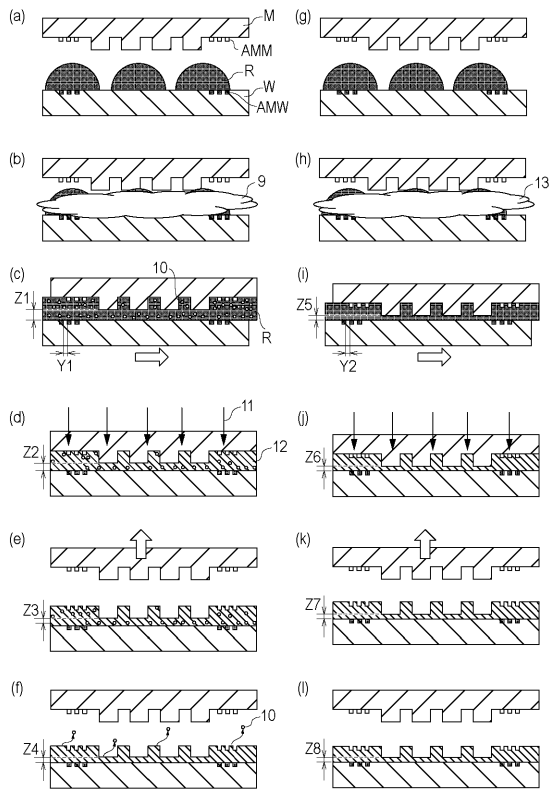 (a)
M
AMM
R
W
AMW
(g)
(b)
9
(h)
13
(c)
10
Z1
R
Y1
(i)
Z5
Y2
(d)
11
Z2
12
(j)
Z6
(e)
Z3
(k)
Z7
(f)
10
Z4
(l)
Z8